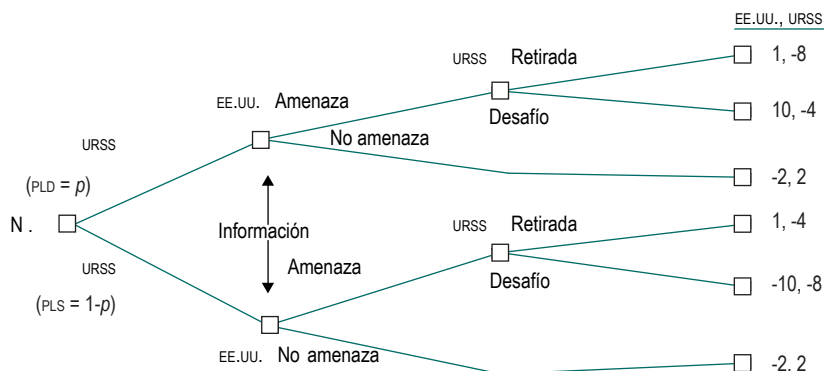 EE.UU., URSS
URSS Retirada
1, -8
EE.UU. Amenaza
Desafío
10, -4
URSS
No amenaza
-2, 2
(PLD = p)
N .
Información
URSS Retirada
1, -4
URSS
Amenaza
Desafío
-10, -8
(PLS = 1-p)
EE.UU. No amenaza
-2, 2